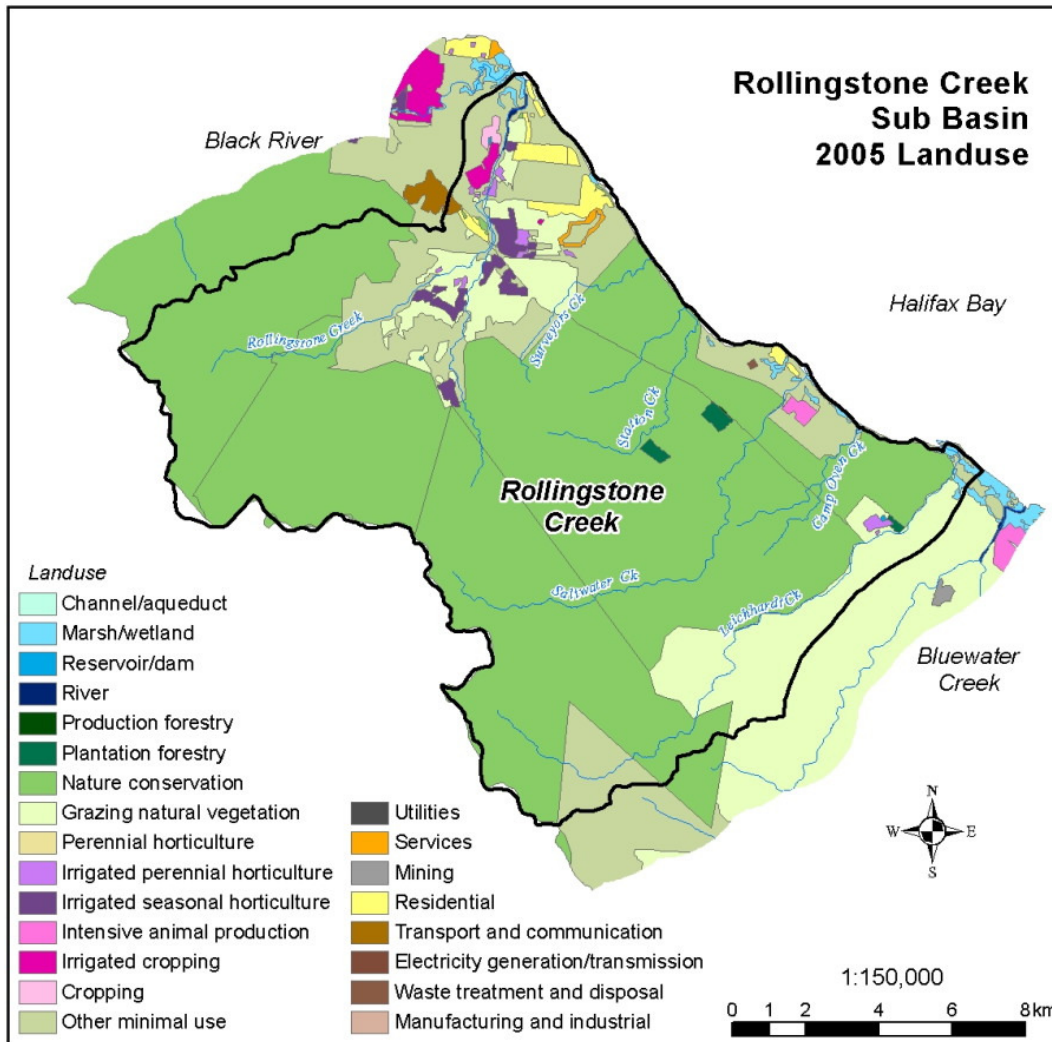 Rollingstone Creek
Sub Basin
2005 Landuse
Black River
Halifax Bay
Rollingstone Creek
Surveyors Ck
Station Ck
Camp Oven Ck
Rollingstone
Creek
Saltwater Ck
Leichhardt Ck
Bluewater
Creek
Landuse
Channel/aqueduct
Marsh/wetland
Reservoir/dam
River
Production forestry
Plantation forestry
Nature conservation
Grazing natural vegetation
Perennial horticulture
Irrigated perennial horticulture
Irrigated seasonal horticulture
Intensive animal production
Irrigated cropping
Cropping
Other minimal use
Utilities
Services
Mining
Residential
Transport and communication
Electricity generation/transmission
Waste treatment and disposal
Manufacturing and industrial
N
W E
S
1:150,000
0 2 4 6 8 km